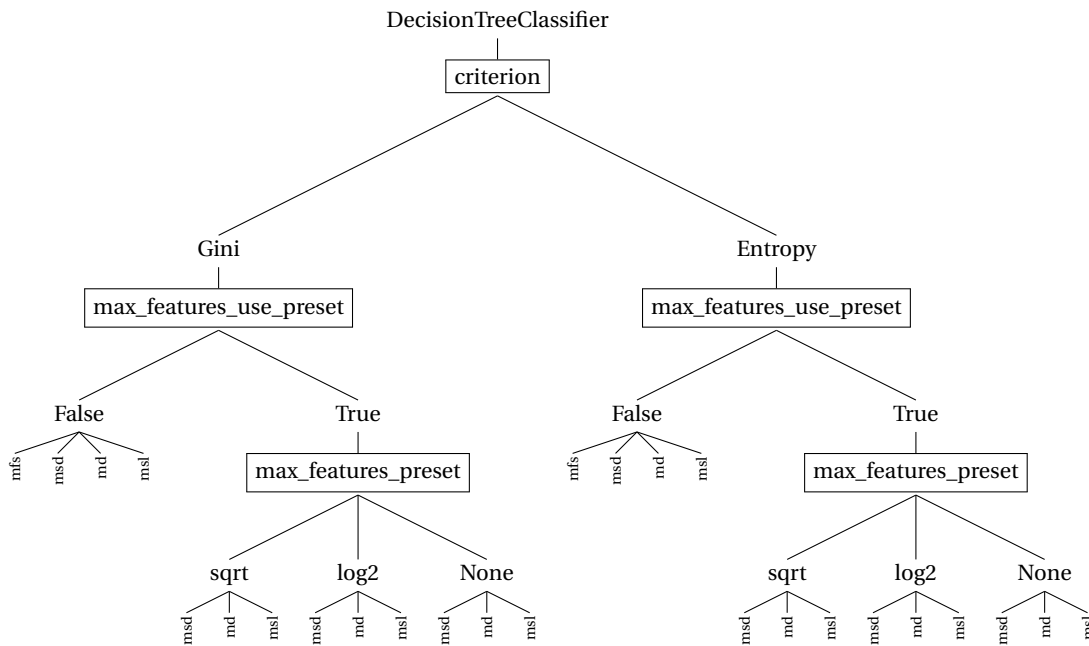 DecisionTreeClassifier
criterion
Gini Entropy
max_features_use_preset max_features_use_preset
False True False True
mfs msd md msl mfs msd md msl
max_features_preset max_features_preset
sqrt log2 None sqrt log2 None
msd md msl msd md msl msd md msl msd md msl msd md msl msd md msl